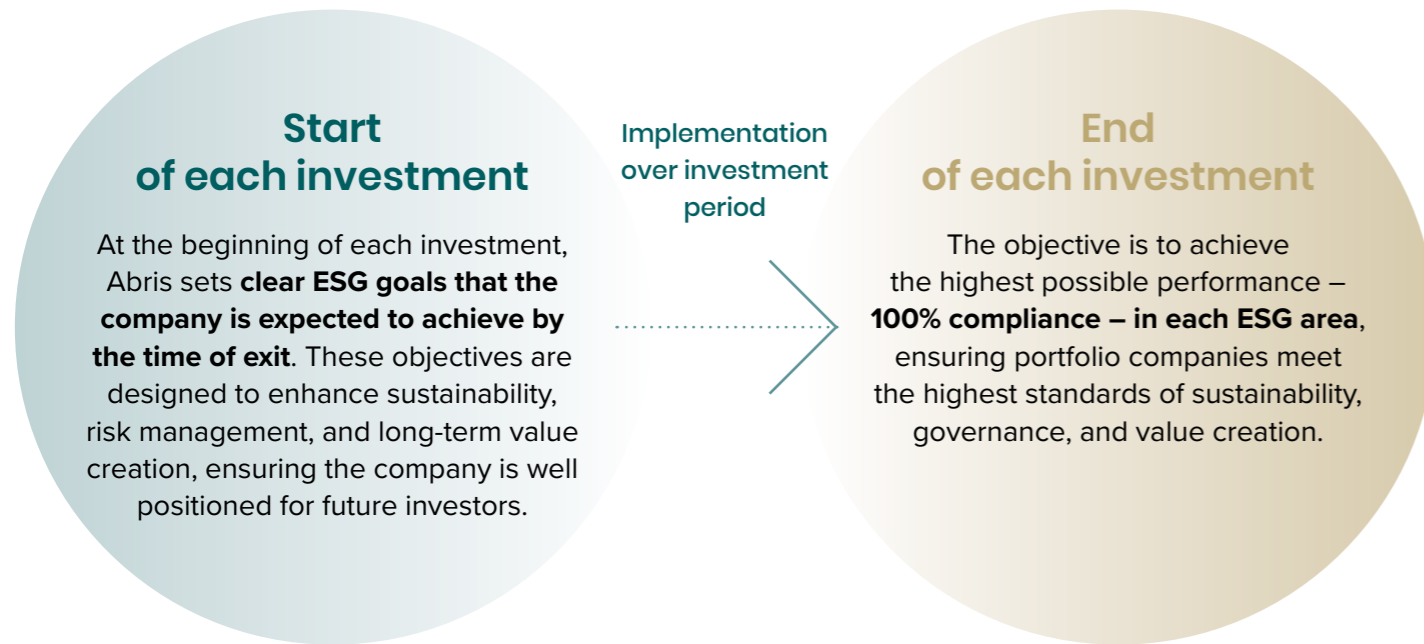 Start
of each investment
At the beginning of each investment,
Abris sets clear ESG goals that the
company is expected to achieve by
the time of exit. These objectives are
designed to enhance sustainability,
risk management, and long-term value
creation, ensuring the company is well
positioned for future investors.
Implementation
over investment
period
End
of each investment
The objective is to achieve
the highest possible performance –
100% compliance – in each ESG area,
ensuring portfolio companies meet
the highest standards of sustainability,
governance, and value creation.